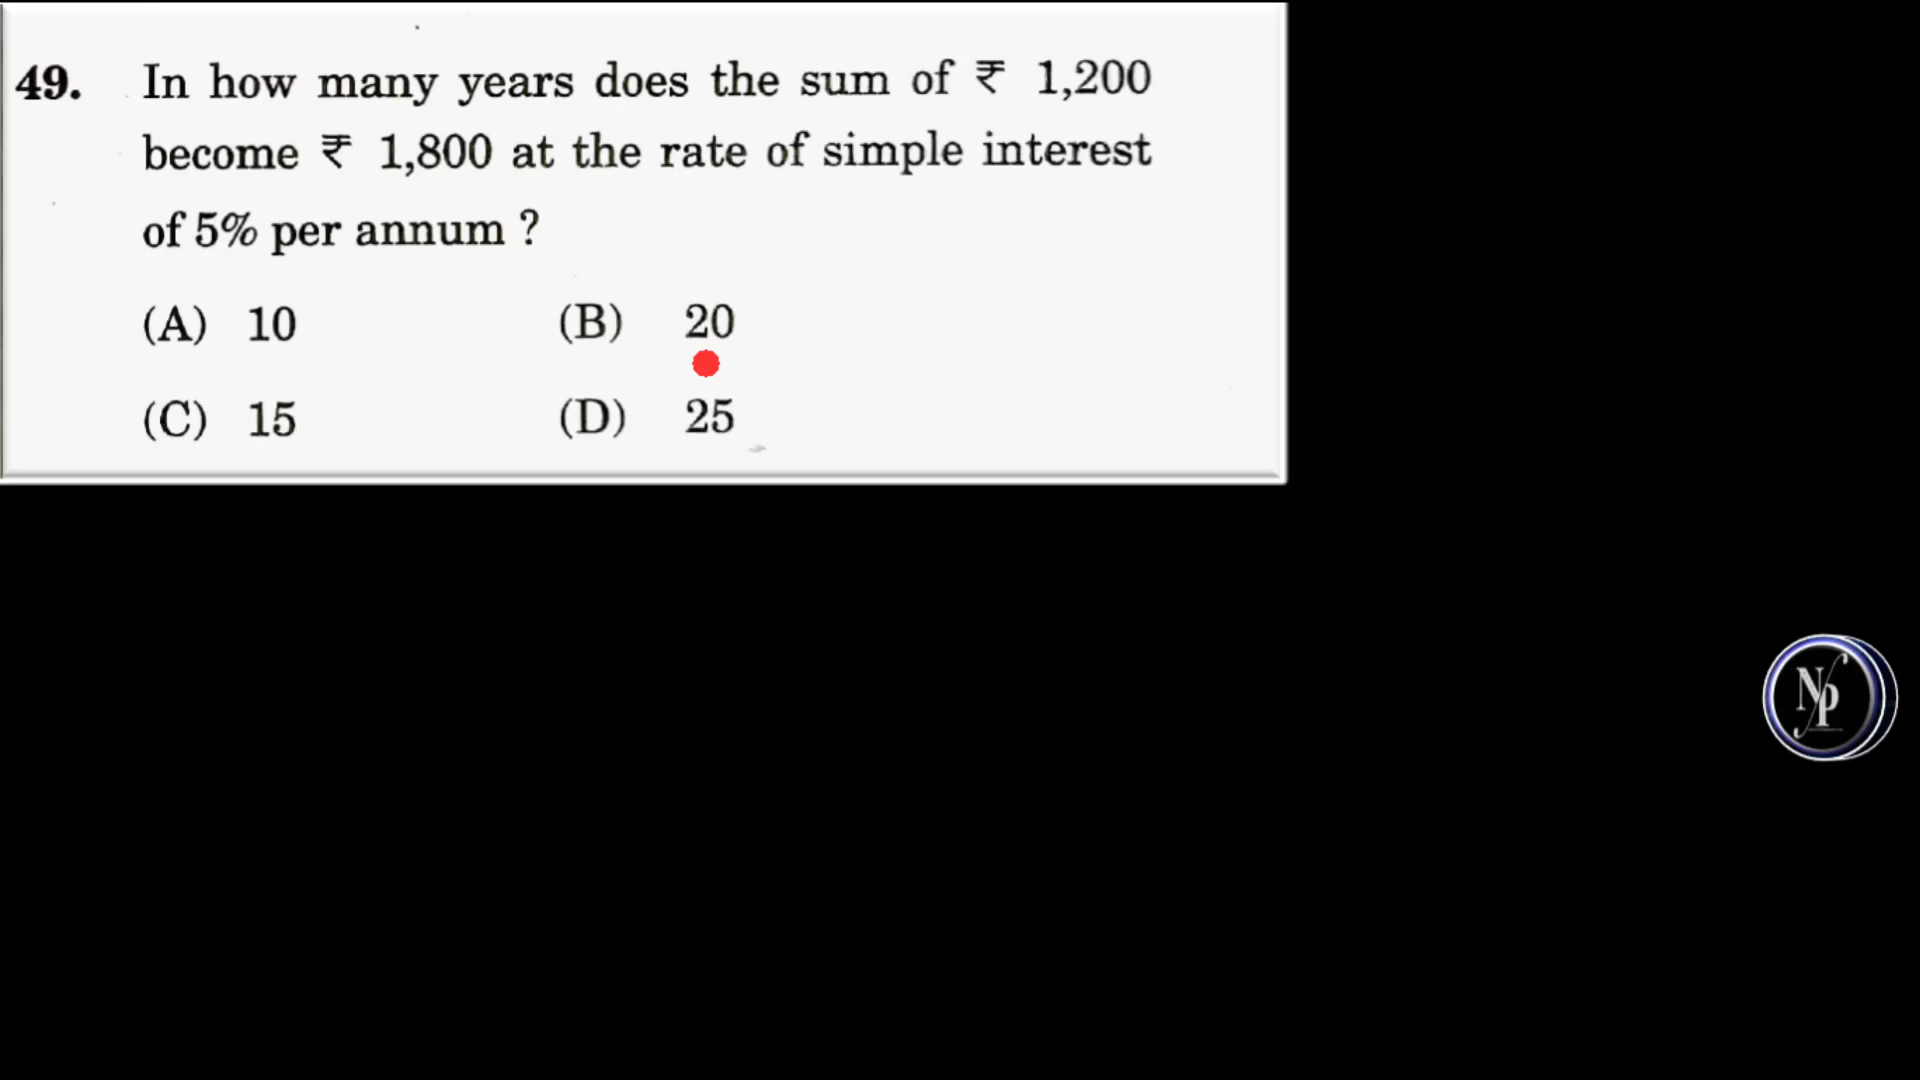 49. In how many years does the sum of ₹ 1,200
become ₹ 1,800 at the rate of simple interest
of 5% per annum ?
(A) 10 (B) 20
(C) 15 (D) 25
Np